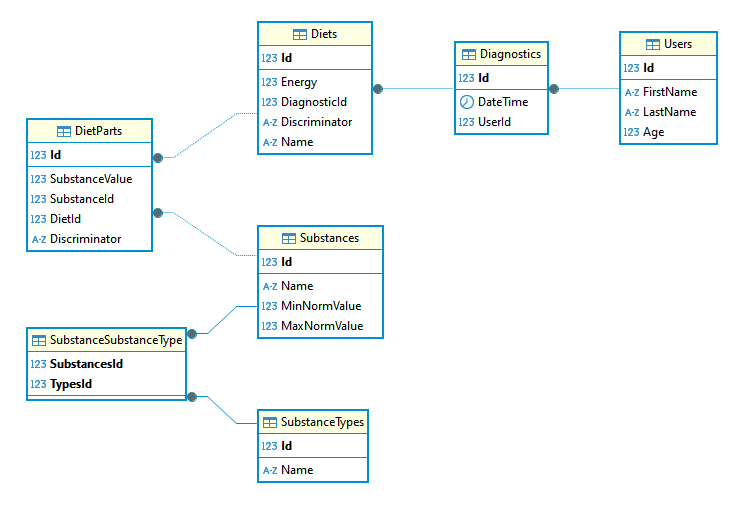 Diets
123 Id
123 Energy
123 DiagnosticId
A-Z Discriminator
A-Z Name
Diagnostics
123 Id
DateTime
123 UserId
Users
123 Id
A-Z FirstName
A-Z LastName
123 Age
DietParts
123 Id
123 SubstanceValue
123 SubstanceId
123 DietId
A-Z Discriminator
Substances
123 Id
A-Z Name
123 MinNormValue
123 MaxNormValue
SubstanceSubstanceType
123 SubstancesId
123 TypesId
SubstanceTypes
123 Id
A-Z Name